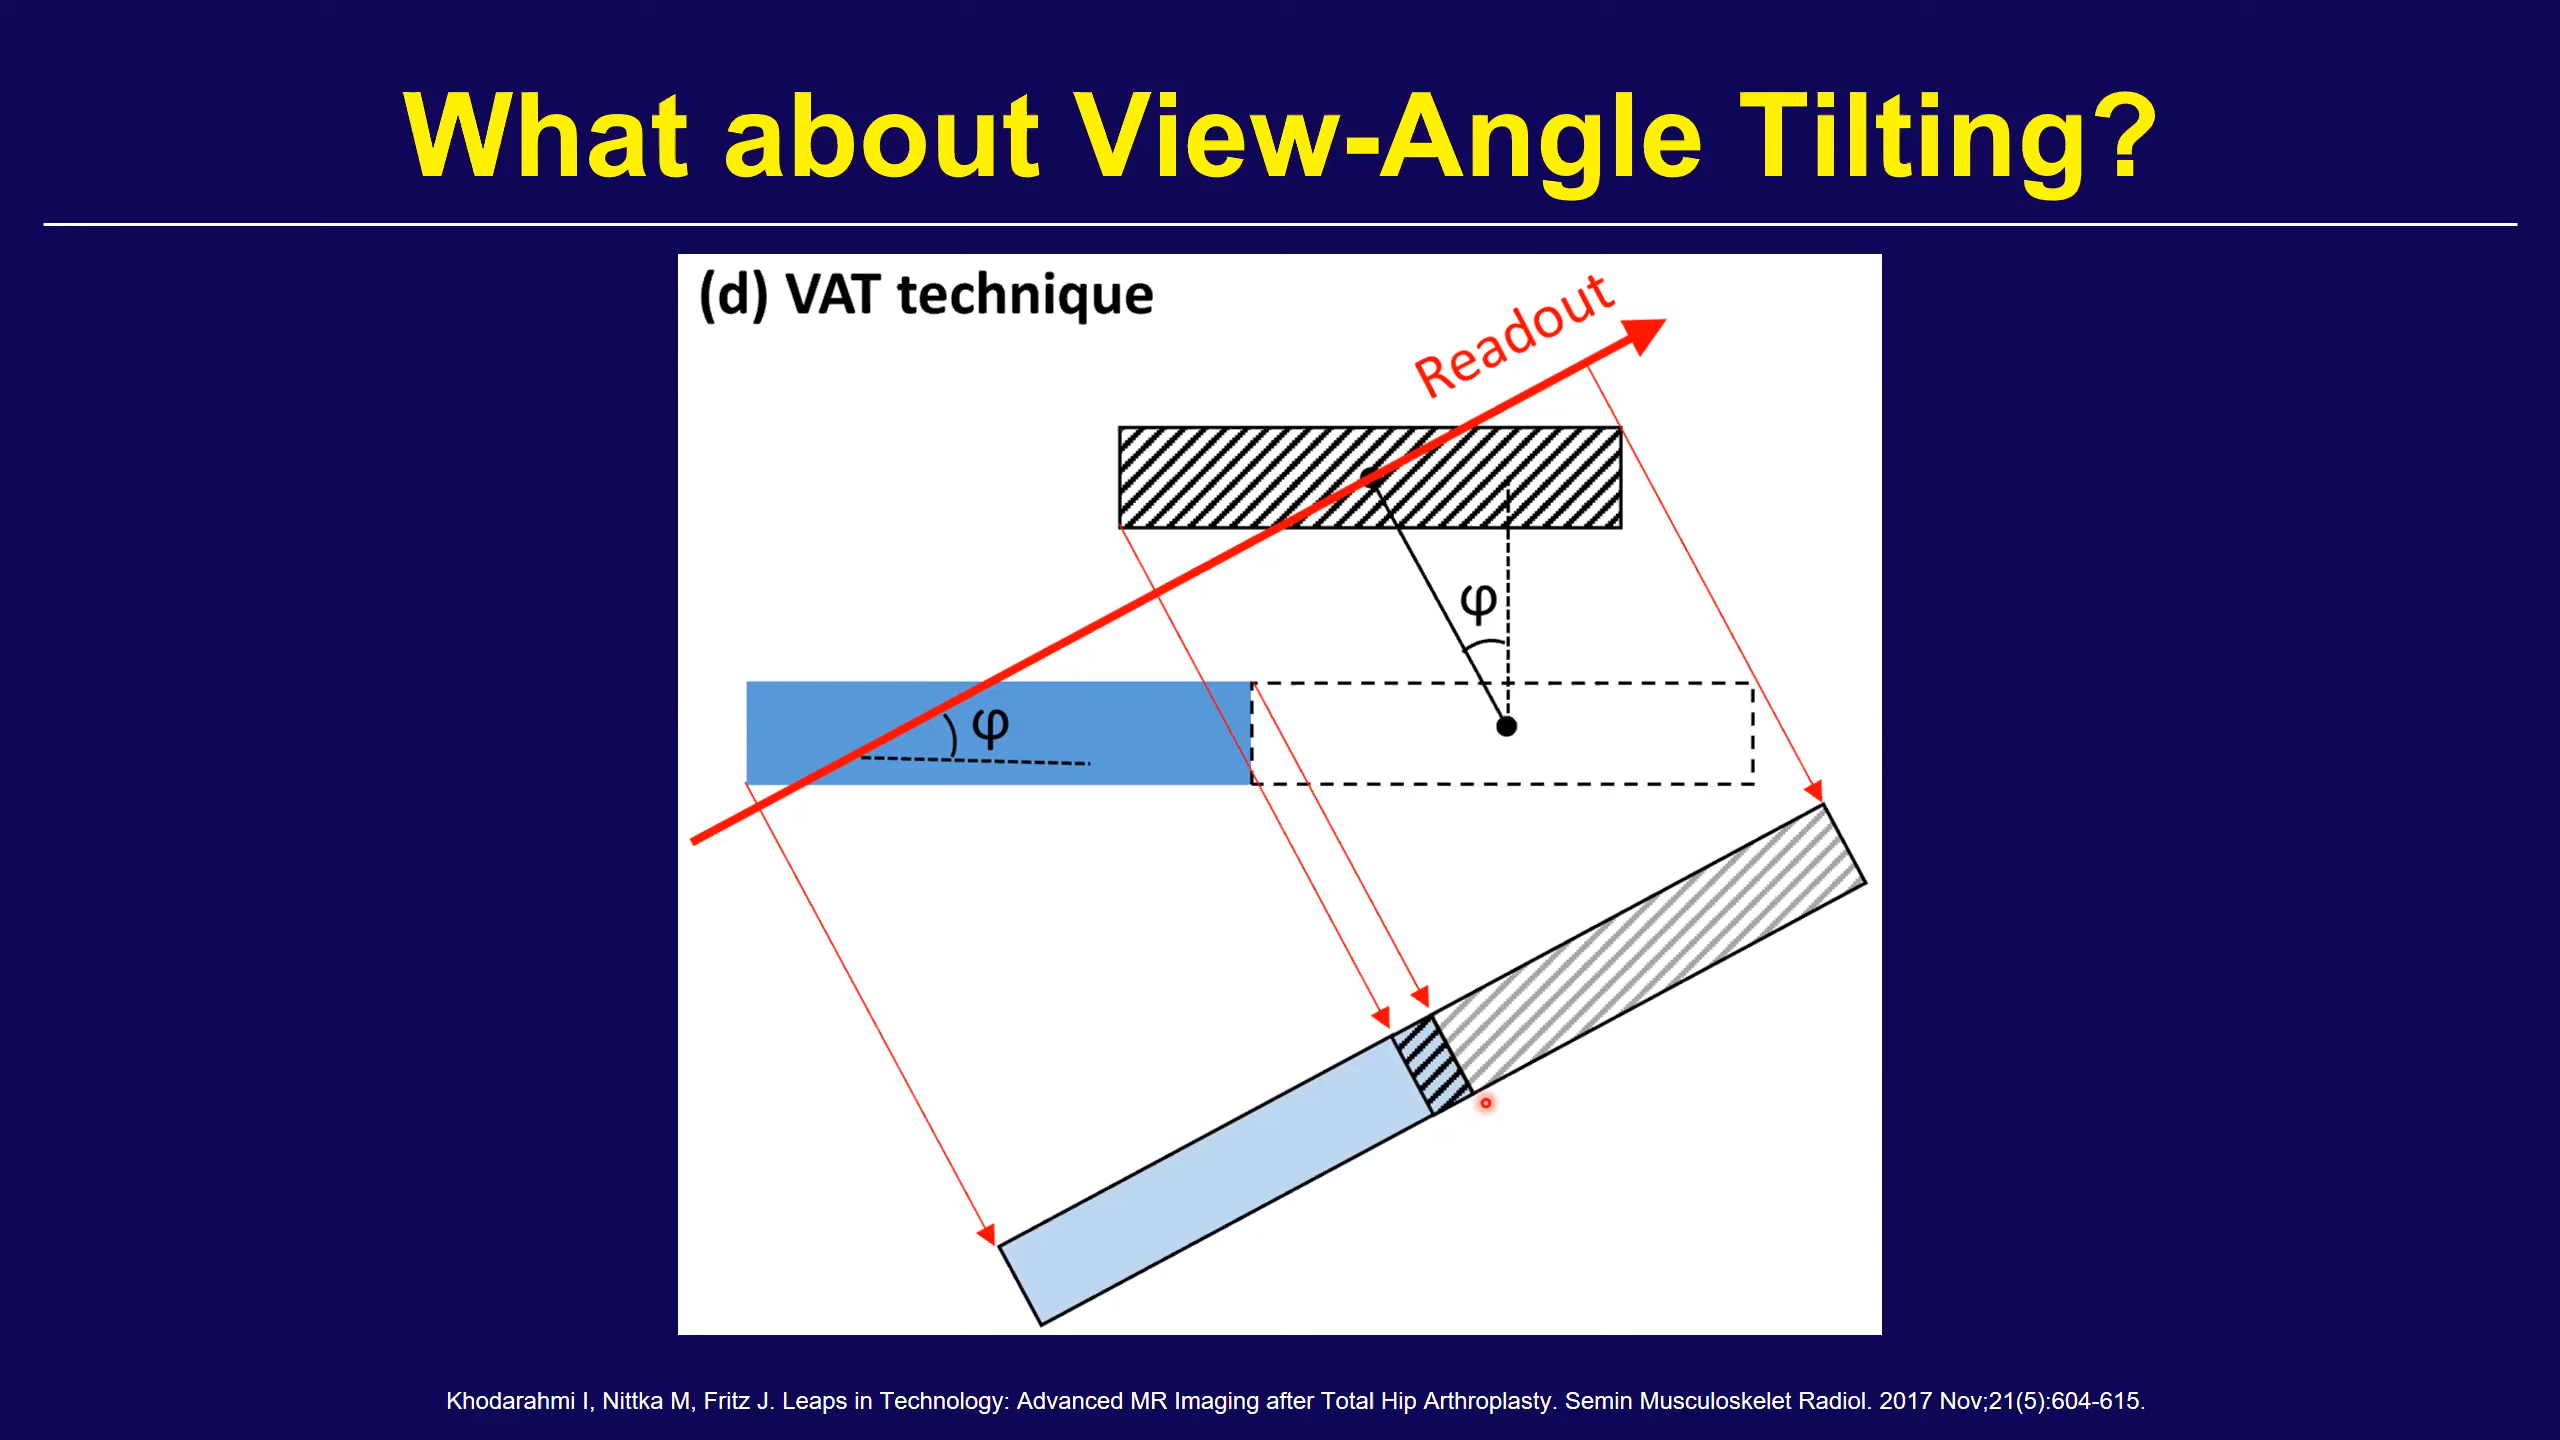 What about View-Angle Tilting?
(d) VAT technique
Readout
φ
φ
Khodarahmi I, Nittka M, Fritz J. Leaps in Technology: Advanced MR Imaging after Total Hip Arthroplasty. Semin Musculoskelet Radiol. 2017 Nov;21(5):604-615.